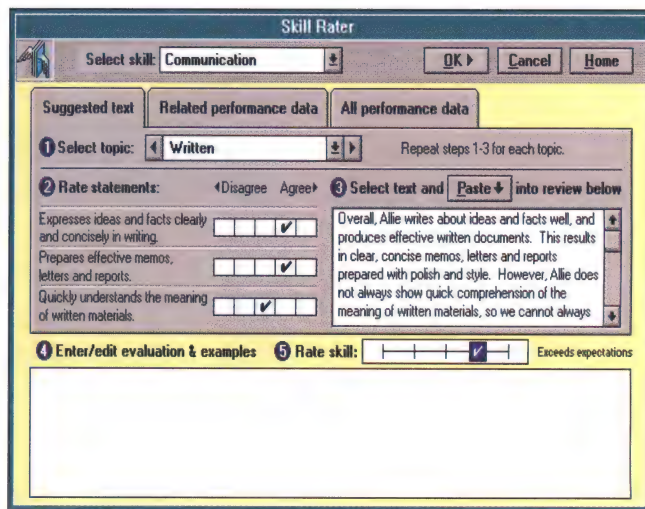 Skill Rater
Select skill: Communication OK Cancel Home
Suggested text Related performance data All performance data
1 Select topic: Written Repeat steps 1-3 for each topic.
2 Rate statements: Disagree Agree 3 Select text and Paste into review below
Expresses ideas and facts clearly
and concisely in writing.
Prepares effective memos,
letters and reports.
Quickly understands the meaning
of written materials.
Overall, Allie writes about ideas and facts well, and
produces effective written documents. This results
in clear, concise memos, letters and reports
prepared with polish and style. However, Allie does
not always show quick comprehension of the
meaning of written materials, so we cannot always
4 Enter/edit evaluation & examples 5 Rate skill: Exceeds expectations